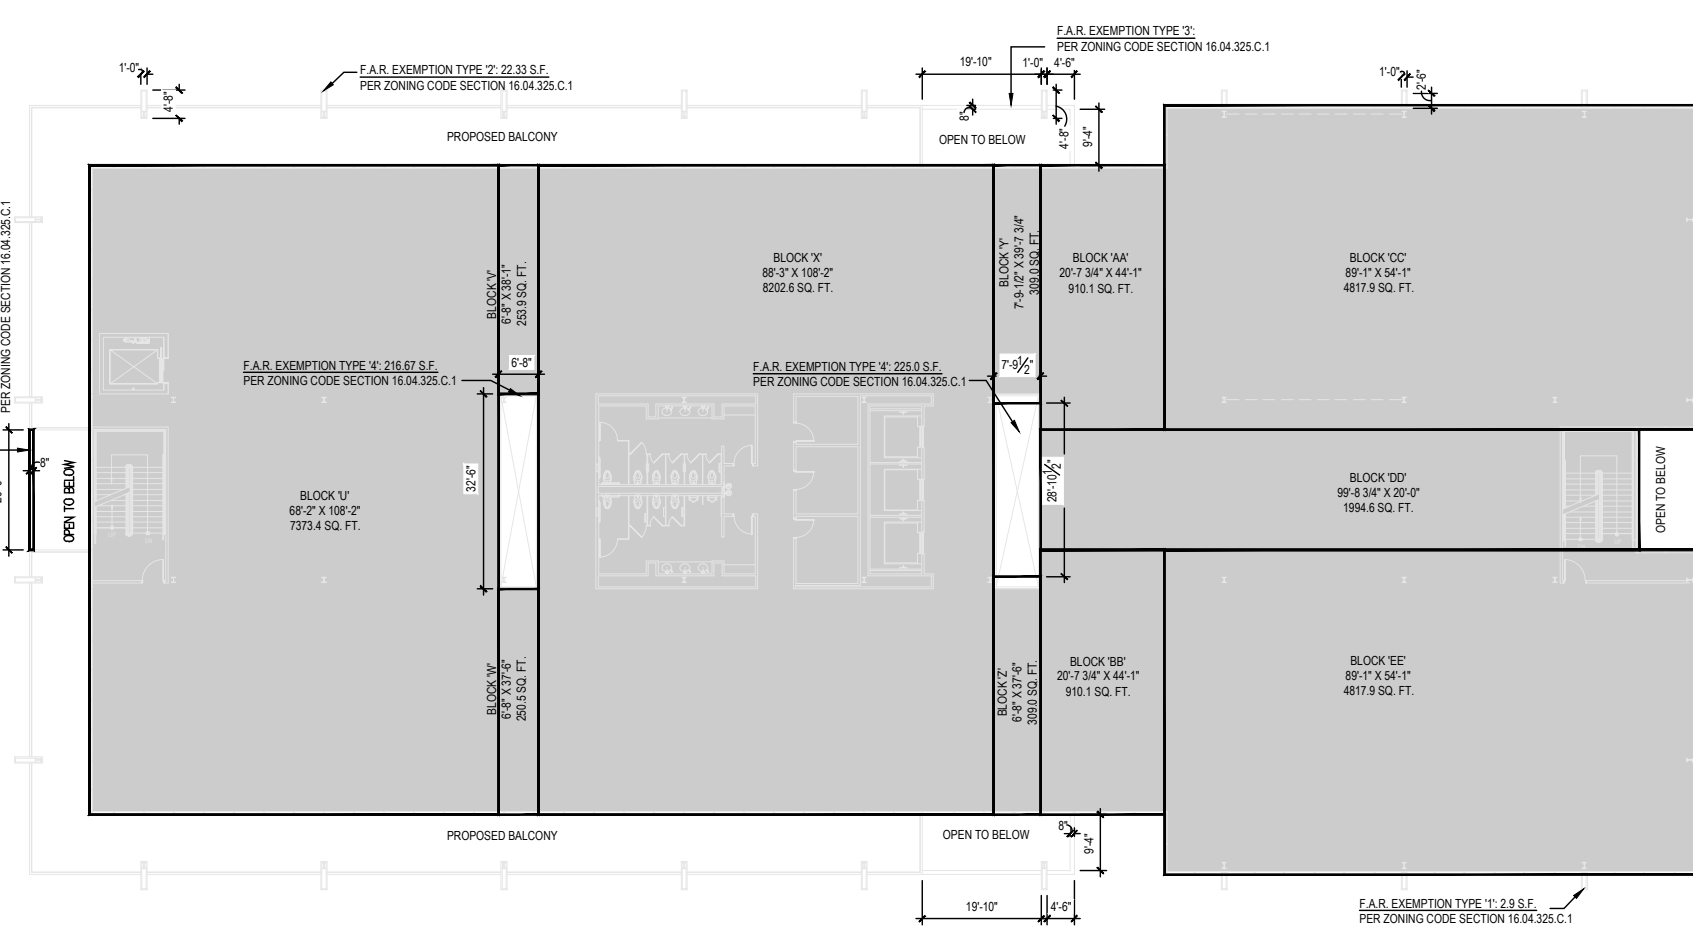 F.A.R. EXEMPTION TYPE '3':
PER ZONING CODE SECTION 16.04.325.C.1
19'-10"
1'-0"
4'-6"
1'-0"
F.A.R. EXEMPTION TYPE '2': 22.33 S.F.
PER ZONING CODE SECTION 16.04.325.C.1
4'-8"
1'-0"
2'-6"
PROPOSED BALCONY
8"
OPEN TO BELOW
4'-8"
9'-4"
PER ZONING CODE SECTION 16.04.325.C.1
BLOCK 'V'
6'-8" X 38'-1"
253.9 SQ. FT.
BLOCK 'X'
88'-3" X 108'-2"
8202.6 SQ. FT.
BLOCK 'Y'
7'-9-1/2" X 39'-7 3/4"
309.0 SQ. FT.
BLOCK 'AA'
20'-7 3/4" X 44'-1"
910.1 SQ. FT.
BLOCK 'CC'
89'-1" X 54'-1"
4817.9 SQ. FT.
F.A.R. EXEMPTION TYPE '4': 216.67 S.F.
PER ZONING CODE SECTION 16.04.325.C.1
6'-8"
F.A.R. EXEMPTION TYPE '4': 225.0 S.F.
PER ZONING CODE SECTION 16.04.325.C.1
7'-9 1/2"
8"
OPEN TO BELOW
32'-6"
28'-10 1/2"
BLOCK 'U'
68'-2" X 108'-2"
7373.4 SQ. FT.
BLOCK 'DD'
99'-8 3/4" X 20'-0"
1994.6 SQ. FT.
OPEN TO BELOW
BLOCK 'W'
6'-8" X 37'-6"
250.5 SQ. FT.
BLOCK 'Z'
6'-8" X 37'-6"
309.0 SQ. FT.
BLOCK 'BB'
20'-7 3/4" X 44'-1"
910.1 SQ. FT.
BLOCK 'EE'
89'-1" X 54'-1"
4817.9 SQ. FT.
PROPOSED BALCONY
OPEN TO BELOW
8"
9'-4"
19'-10"
4'-6"
F.A.R. EXEMPTION TYPE '1': 2.9 S.F.
PER ZONING CODE SECTION 16.04.325.C.1